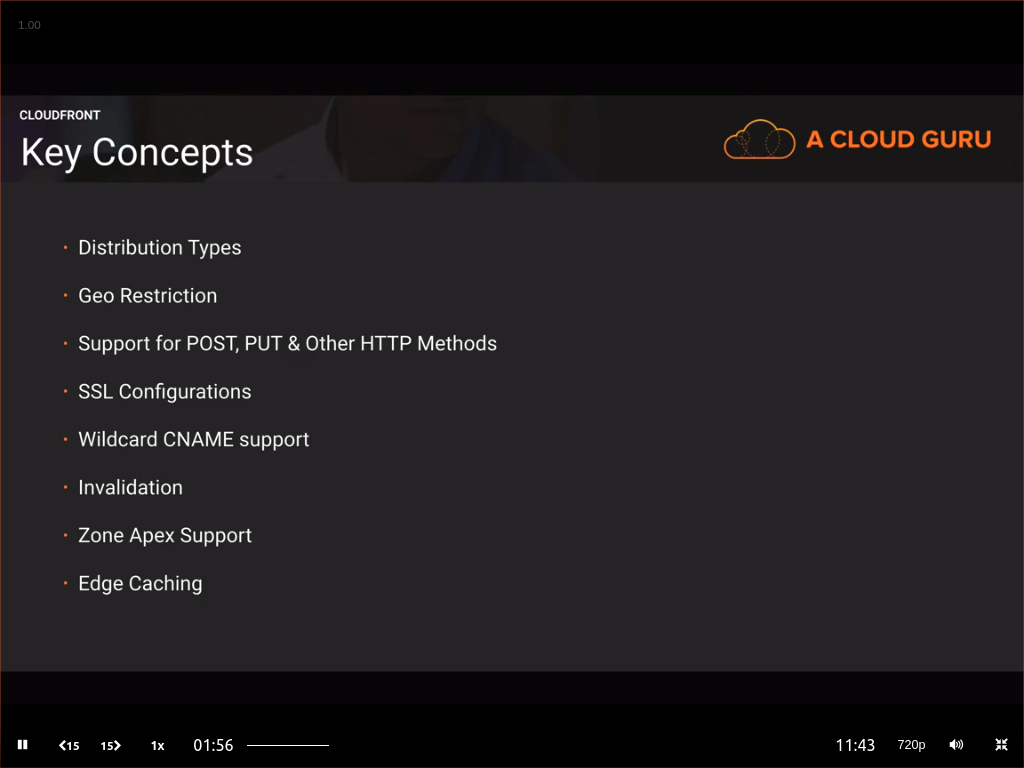 1.00
CLOUDFRONT
Key Concepts
A CLOUD GURU
· Distribution Types
· Geo Restriction
· Support for POST, PUT & Other HTTP Methods
· SSL Configurations
· Wildcard CNAME support
· Invalidation
· Zone Apex Support
· Edge Caching
15 15 1x 01:56 11:43 720p